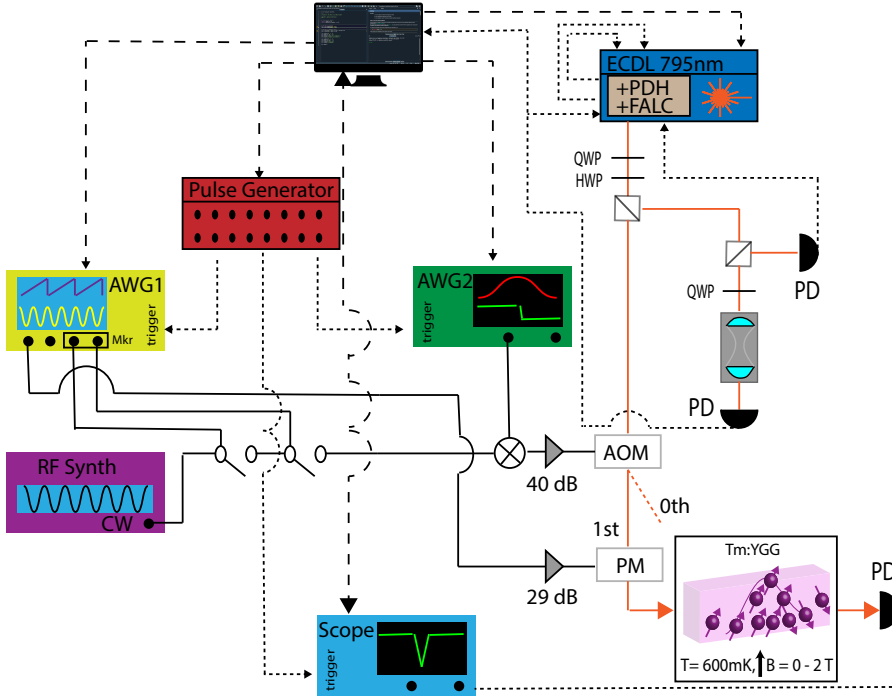 ECDL 795nm
+PDH
+FALC
QWP
HWP
Pulse Generator
AWG1
trigger
Mkr
AWG2
trigger
PD
QWP
PD
RF Synth
CW
40 dB
AOM
0th
1st
29 dB
PM
Tm:YGG
T= 600mK, B = 0 - 2 T
PD
Scope
trigger